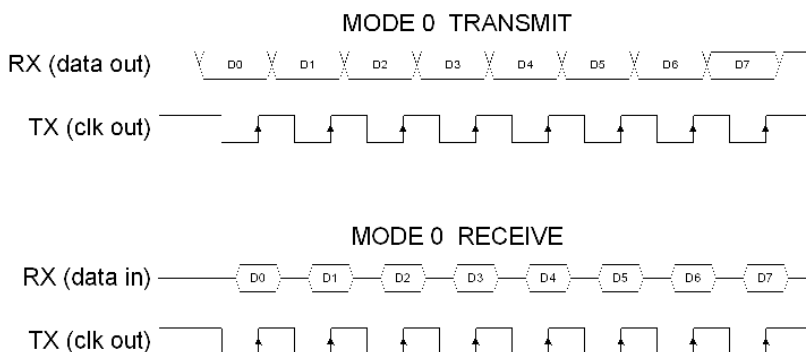 MODE 0 TRANSMIT
RX (data out) D0 D1 D2 D3 D4 D5 D6 D7
TX (clk out)
MODE 0 RECEIVE
RX (data in) D0 D1 D2 D3 D4 D5 D6 D7
TX (clk out)